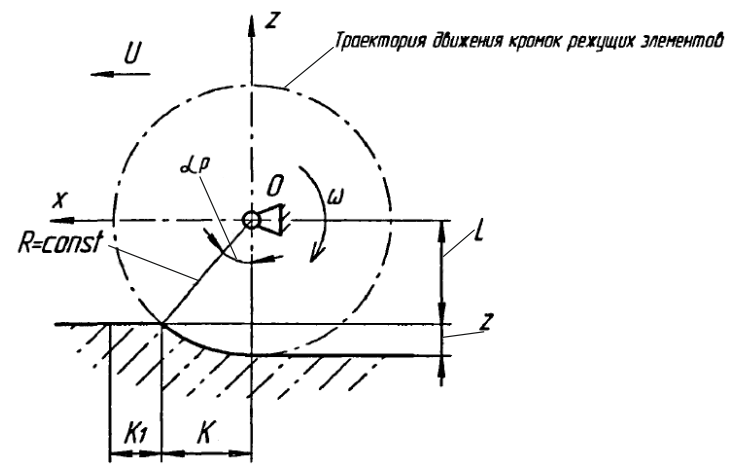 Z
Траектория движения кромок режущих элементов
U
αр
O
ω
X
R=const
L
Z
K1
K